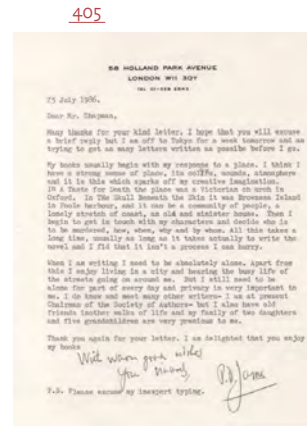 405
58 HOLLAND PARK AVENUE
LONDON W11 3QY
25 July 1986.
Dear Mr. Chapman,
Many thanks for your kind letter. I hope that you will excuse
a brief reply but I am off to Tokyo for a week tomorrow and am
trying to get as many letters written as possible before I go.
My books usually begin with my response to a place. I think I
have a strong sense of place, its sounds, atmosphere
and it is this which sparks off my creative imagination.
IN A Taste for Death the place was a Victorian ch urch in
Oxford. In The Skull Beneath the Skin it was Brownsea Island
in Poole harbour, and it can be a community of people, a
lonely stretch of coast, an old and sinister house. Then I
begin to get in touch with my characters and decide who is
to be murdered, how, when, why and by whom. All this takes a
long time, usually as long as it takes actually to write the
novel and I find that it isn't a process I can hurry.
When I am writing I need to be absolutely alone. Apart from
this I enjoy living in a city and hearing the busy life of
the streets going on around me. But I still need to be
alone for part of every day and privacy is very important to
me. I do know and meet many other writers- I am at present
Chairman of the Society of Authors- but I also have old
friends in other walks of life and my family of two daughters
and five grandchildren are very precious to me.
Thank you again for your letter. I am delighted that you enjoy
my books
With warm good wishes
Yours sincerely,
P.D. James
P.S. Please excuse my inexpert typing.